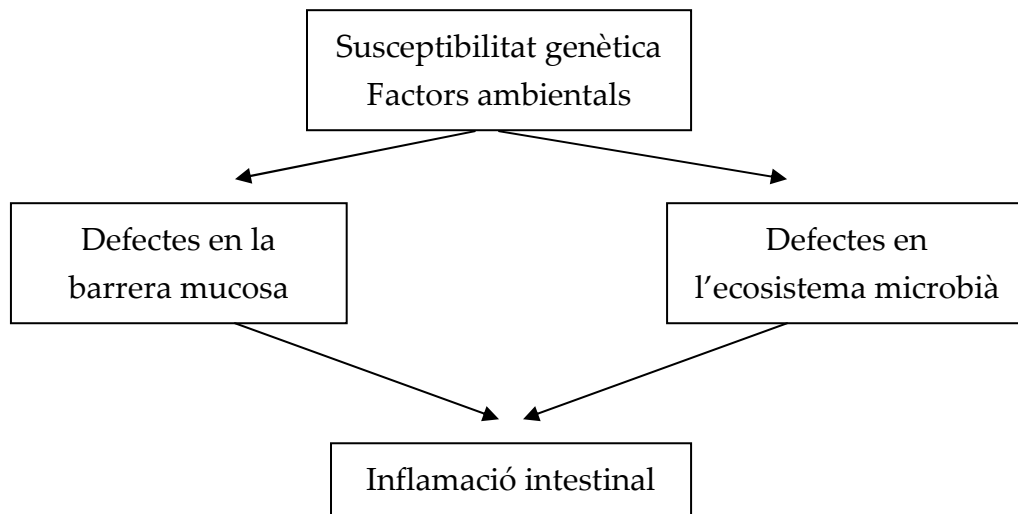 Susceptibilitat genètica
Factors ambientals
Defectes en la
barrera mucosa
Defectes en
l’ecosistema microbià
Inflamació intestinal